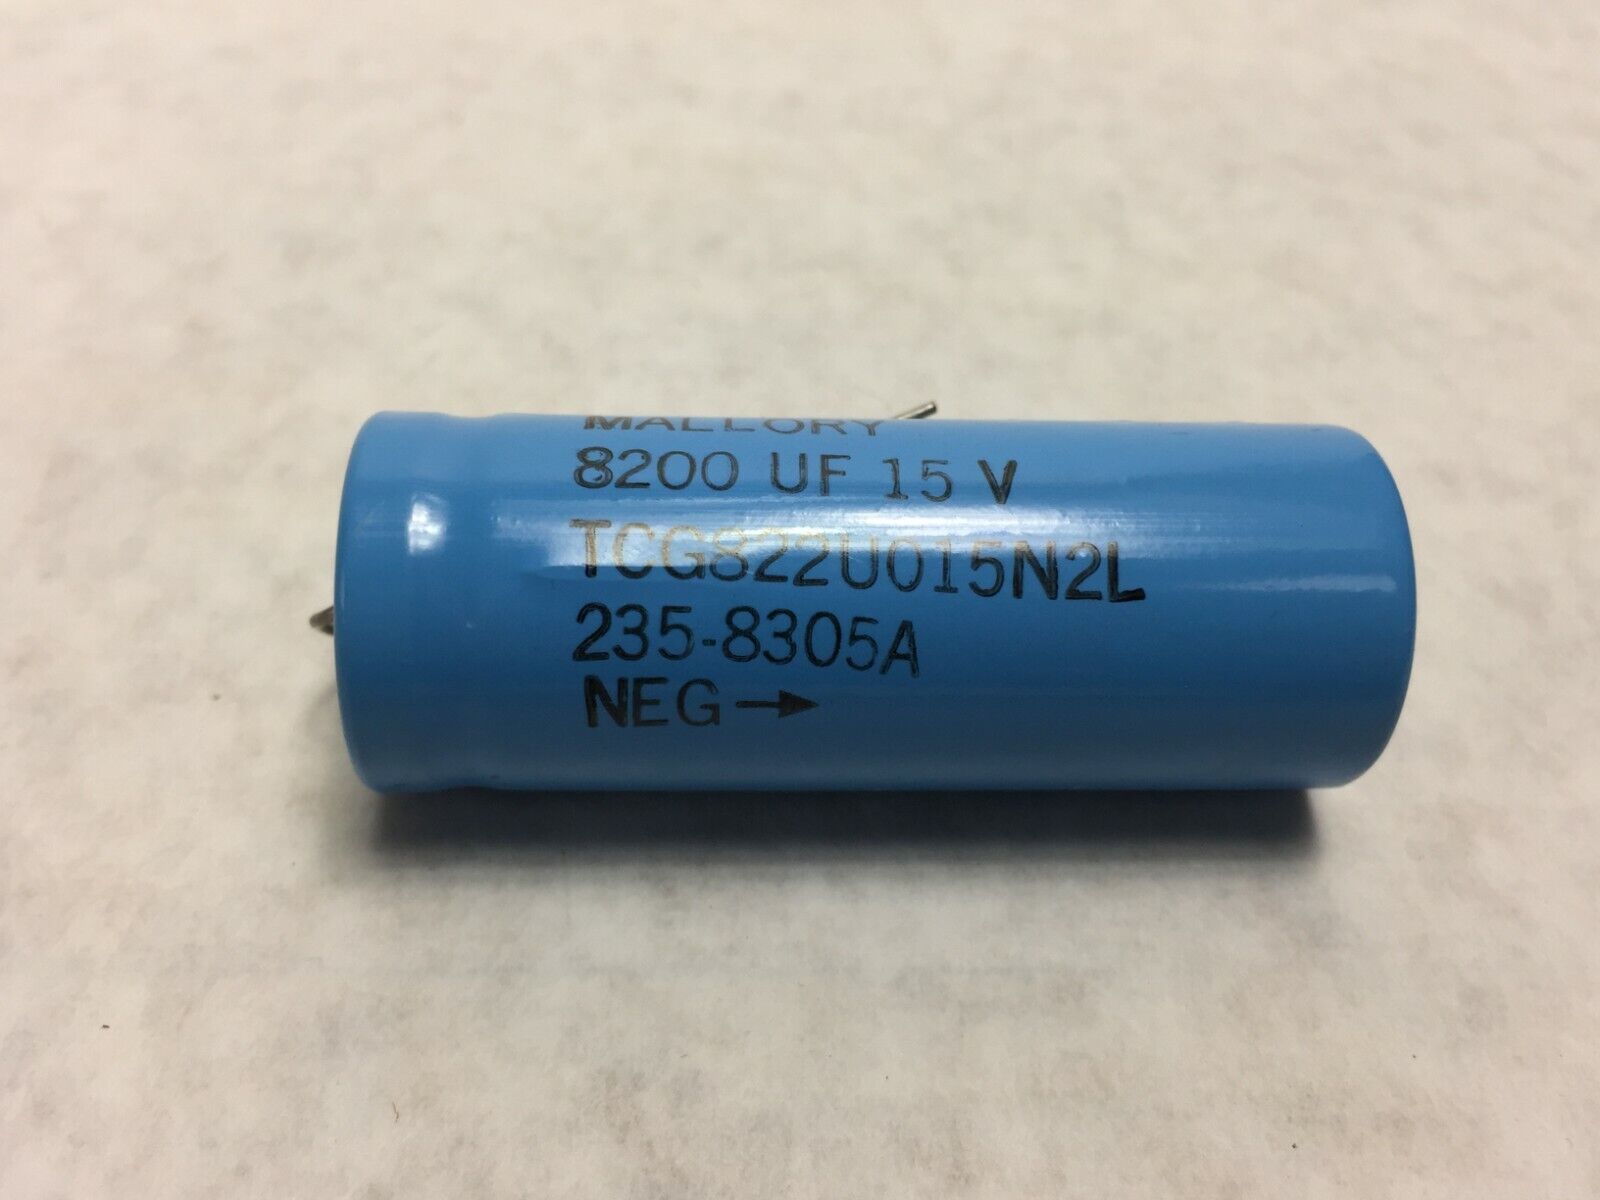 MALLORY
8200 UF 15 V
TCG822U015N2L
235-8305A
NEG →